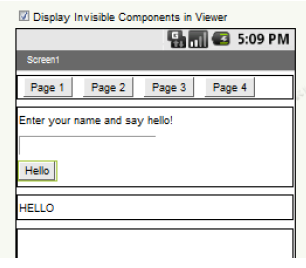 Display Invisible Components in Viewer
5:09 PM
Screen1
Page 1 Page 2 Page 3 Page 4
Enter your name and say hello!
Hello
HELLO